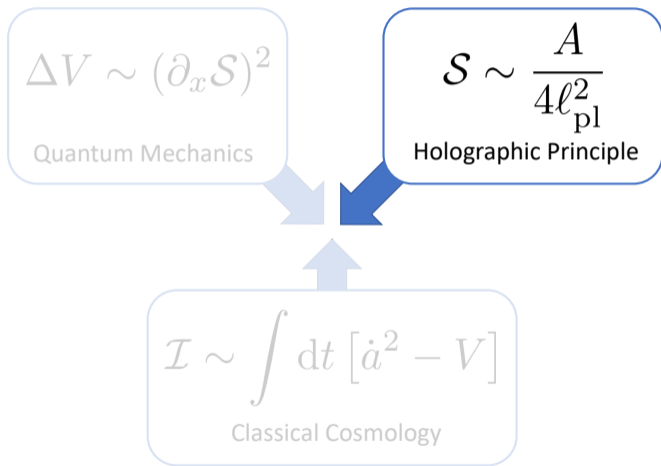 ΔV ∼ (∂ₓ𝒮)²
Quantum Mechanics
𝒮 ∼ A / 4ℓ²ₚₗ
Holographic Principle
ℐ ∼ ∫ dt [ȧ² − V]
Classical Cosmology